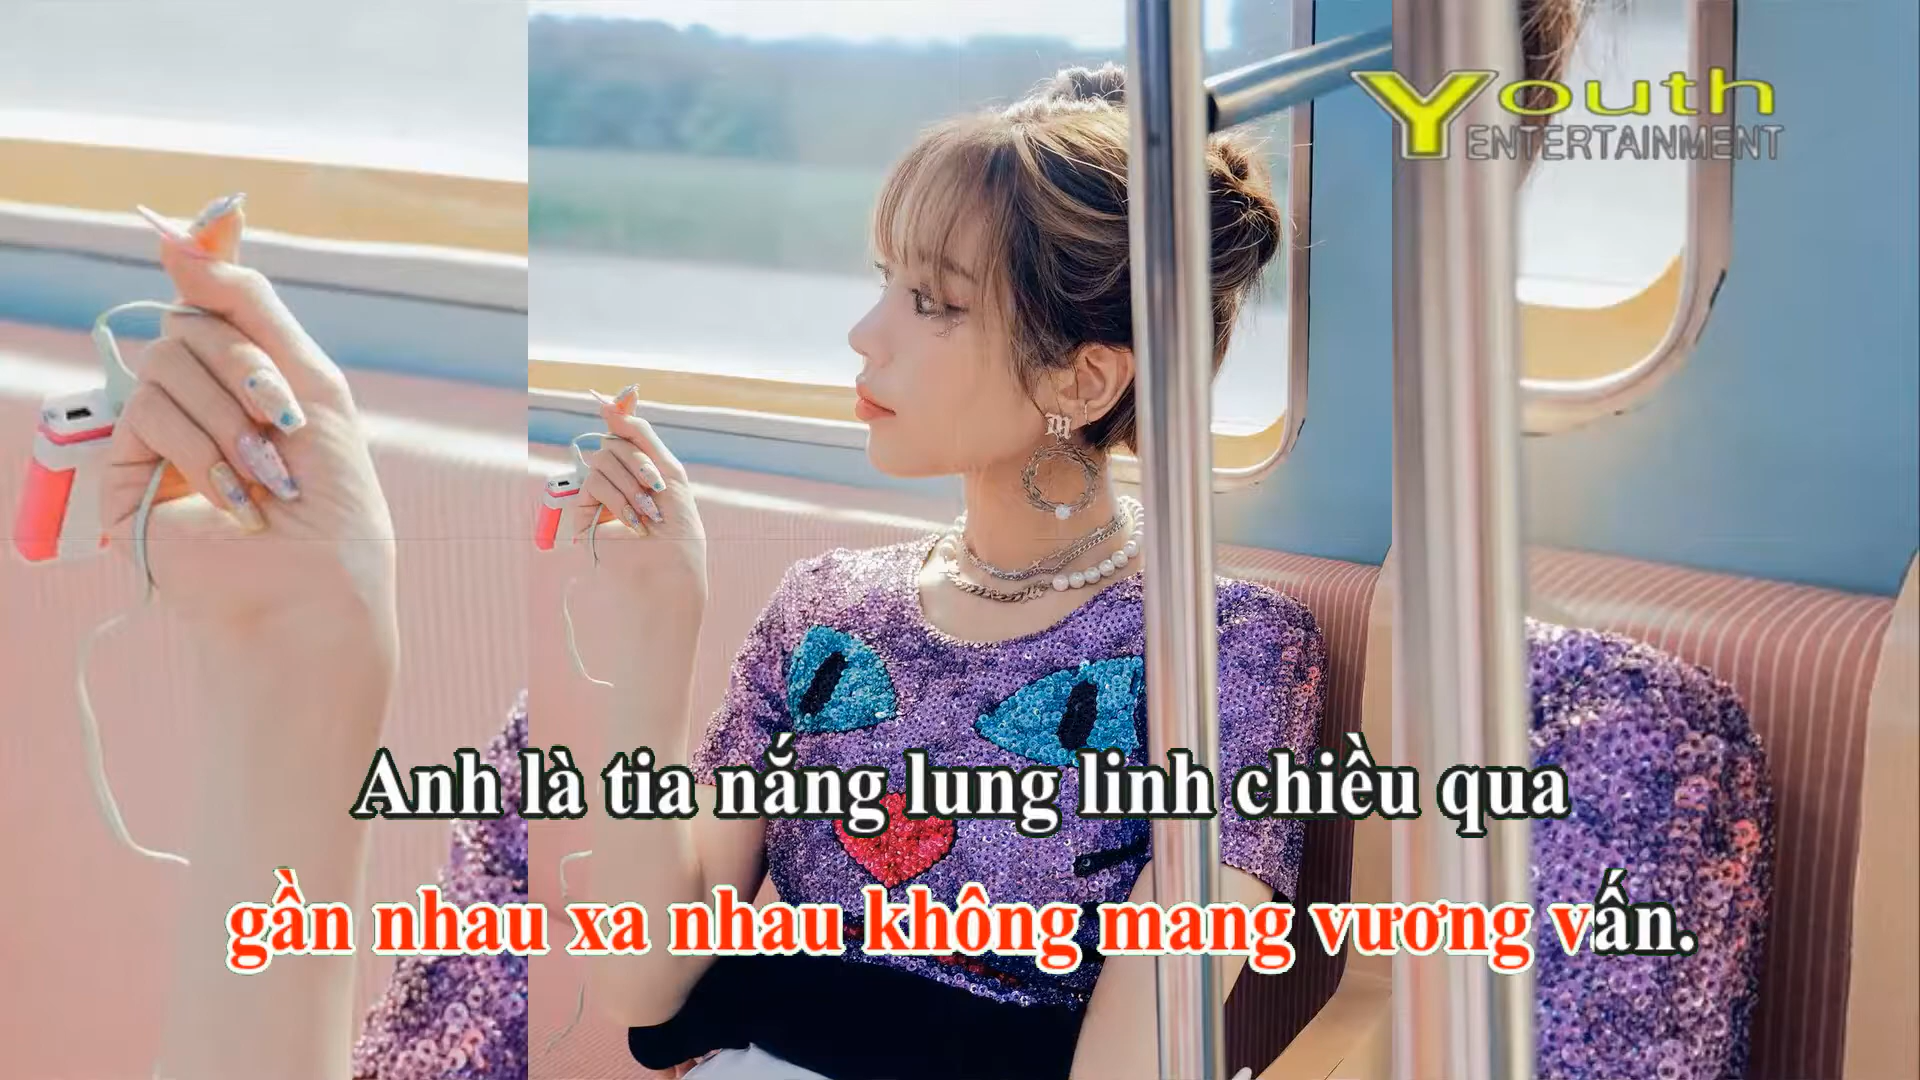 Youth
ENTERTAINMENT
Anh là tia nắng lung linh chiều qua
gần nhau xa nhau không mang vương vấn.